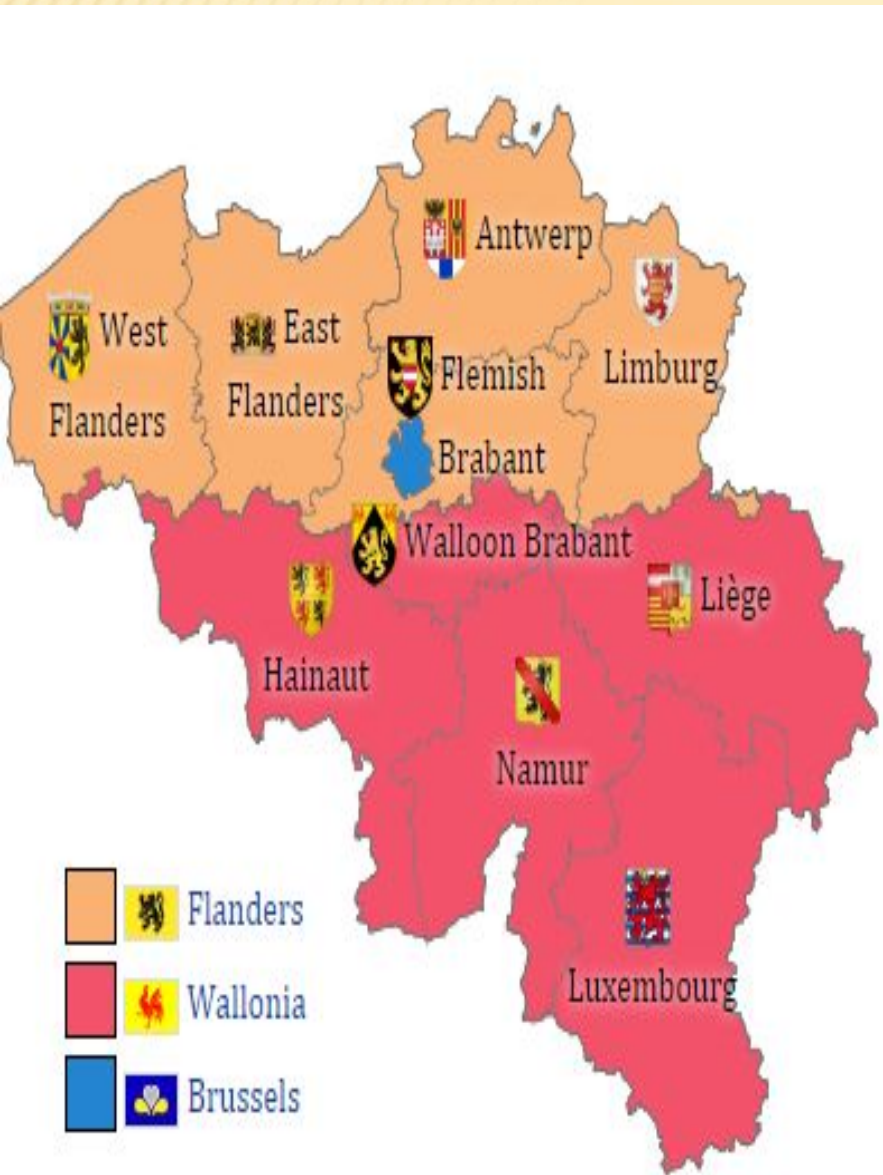 Antwerp
West
Flanders
East
Flanders
Flemish
Brabant
Limburg
Walloon Brabant
Liège
Hainaut
Namur
Luxembourg
Flanders
Wallonia
Brussels